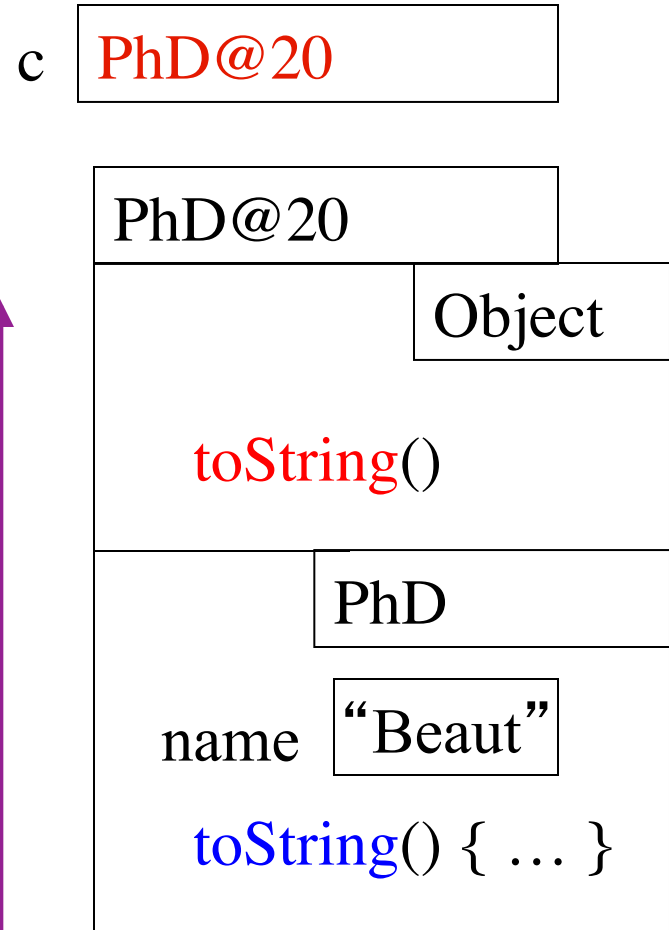 c PhD@20
PhD@20
Object
toString()
PhD
name “Beaut”
toString() { … }